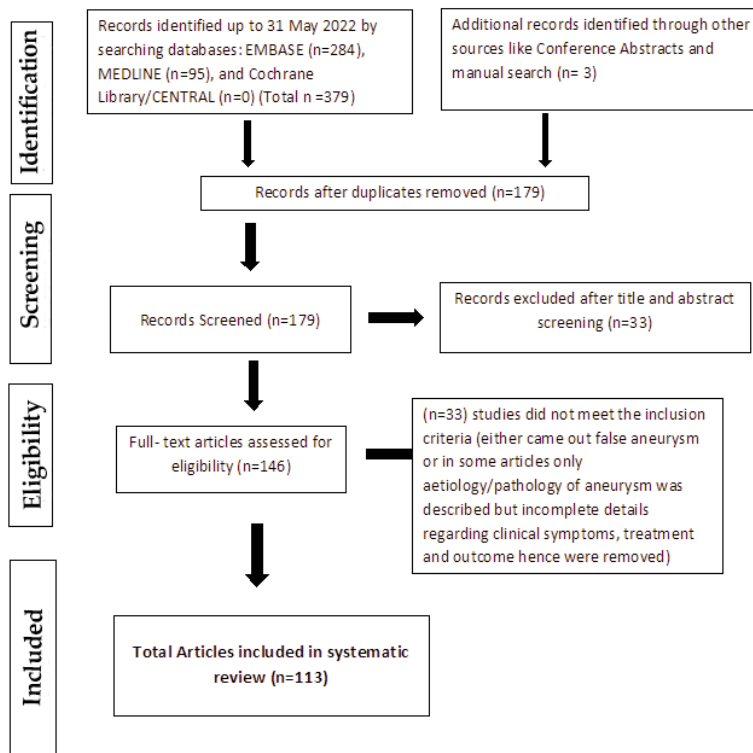 Identification
Records identified up to 31 May 2022 by
searching databases: EMBASE (n=284),
MEDLINE (n=95), and Cochrane
Library/CENTRAL (n=0) (Total n =379)
Additional records identified through other
sources like Conference Abstracts and
manual search (n= 3)
Records after duplicates removed (n=179)
Screening
Records Screened (n=179)
Records excluded after title and abstract
screening (n=33)
Eligibility
Full- text articles assessed for
eligibility (n=146)
(n=33) studies did not meet the inclusion
criteria (either came out false aneurysm
or in some articles only
aetiology/pathology of aneurysm was
described but incomplete details
regarding clinical symptoms, treatment
and outcome hence were removed)
Included
Total Articles included in systematic
review (n=113)